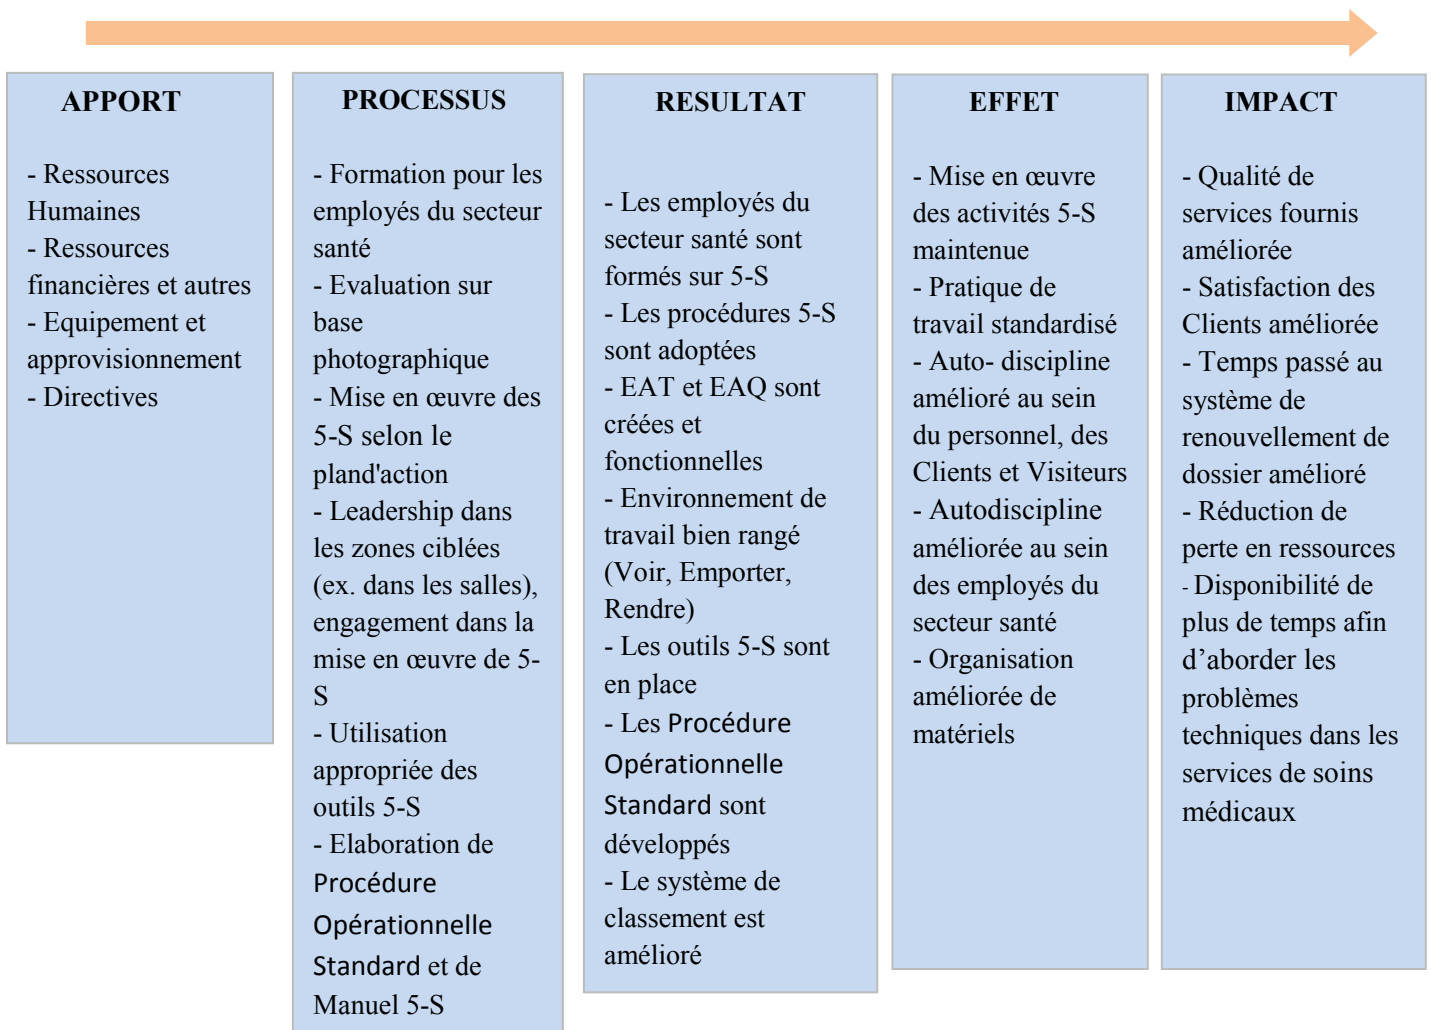 APPORT
- Ressources
Humaines
- Ressources
financières et autres
- Equipement et
approvisionnement
- Directives
PROCESSUS
- Formation pour les
employés du secteur
santé
- Evaluation sur
base
photographique
- Mise en œuvre des
5-S selon le
pland'action
- Leadership dans
les zones ciblées
(ex. dans les salles),
engagement dans la
mise en œuvre de 5-
S
- Utilisation
appropriée des
outils 5-S
- Elaboration de
Procédure
Opérationnelle
Standard et de
Manuel 5-S
RESULTAT
- Les employés du
secteur santé sont
formés sur 5-S
- Les procédures 5-S
sont adoptées
- EAT et EAQ sont
créées et
fonctionnelles
- Environnement de
travail bien rangé
(Voir, Emporter,
Rendre)
- Les outils 5-S sont
en place
- Les Procédure
Opérationnelle
Standard sont
développés
- Le système de
classement est
amélioré
EFFET
- Mise en œuvre
des activités 5-S
maintenue
- Pratique de
travail standardisé
- Auto- discipline
amélioré au sein
du personnel, des
Clients et Visiteurs
- Autodiscipline
améliorée au sein
des employés du
secteur santé
- Organisation
améliorée de
matériels
IMPACT
- Qualité de
services fournis
améliorée
- Satisfaction des
Clients améliorée
- Temps passé au
système de
renouvellement de
dossier amélioré
- Réduction de
perte en ressources
- Disponibilité de
plus de temps afin
d’aborder les
problèmes
techniques dans les
services de soins
médicaux